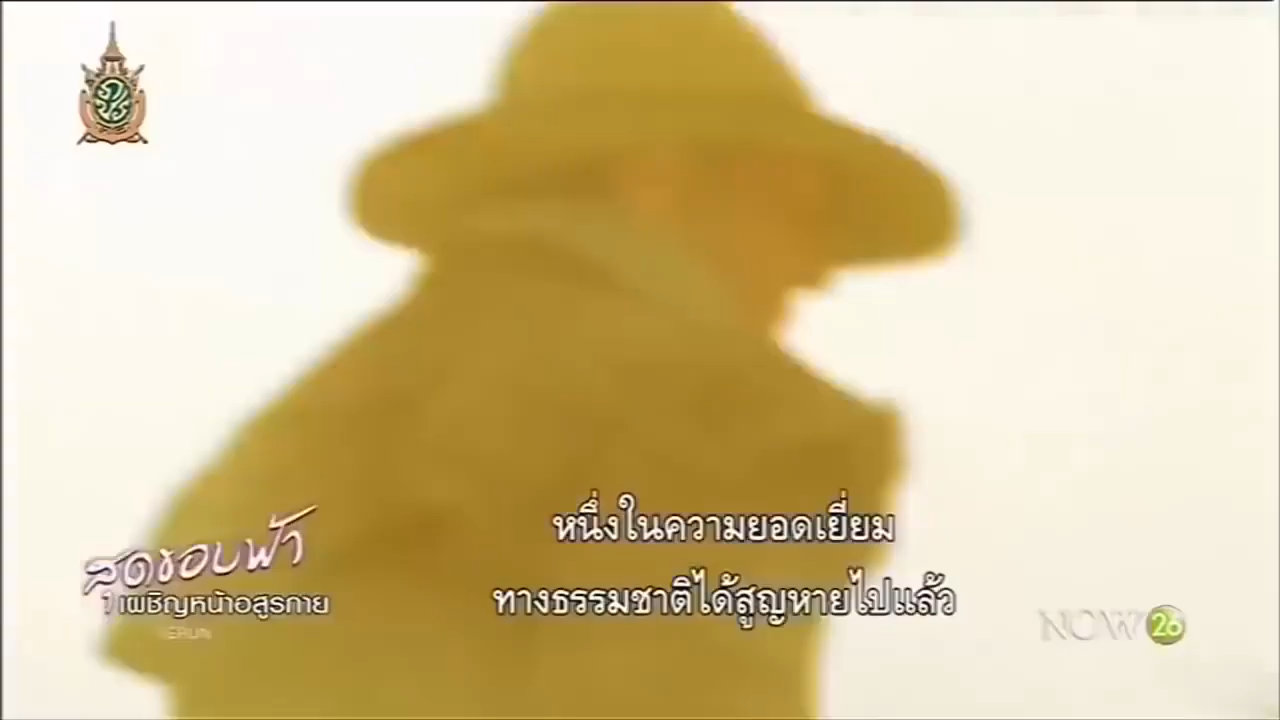 หนึ่งในความยอดเยี่ยม
ทางธรรมชาติได้สูญหายไปแล้ว
สุดขอบฟ้า
เผชิญหน้าอสูรกาย
RERUN
NOW 26